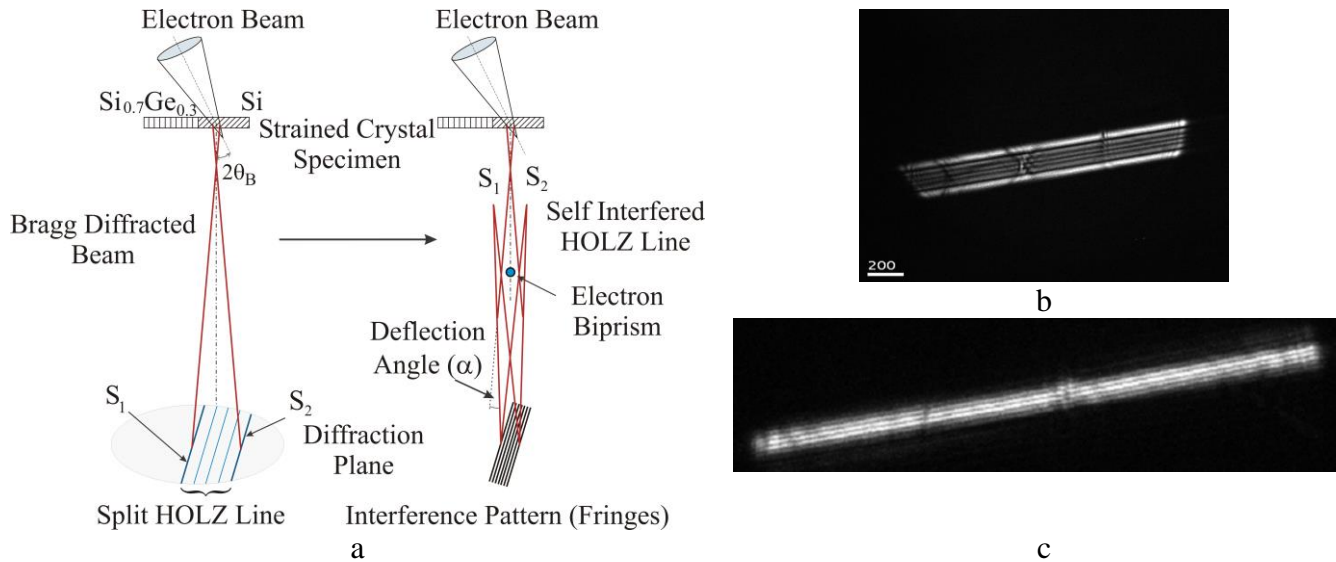 Electron Beam
Si0.7Ge0.3 Si
2θB
Bragg Diffracted
Beam
S1
S2
Diffraction
Plane
Split HOLZ Line
Electron Beam
Strained Crystal
Specimen
S1 S2
Self Interfered
HOLZ Line
Electron
Biprism
Deflection
Angle (α)
Interference Pattern (Fringes)
a
200
b
c